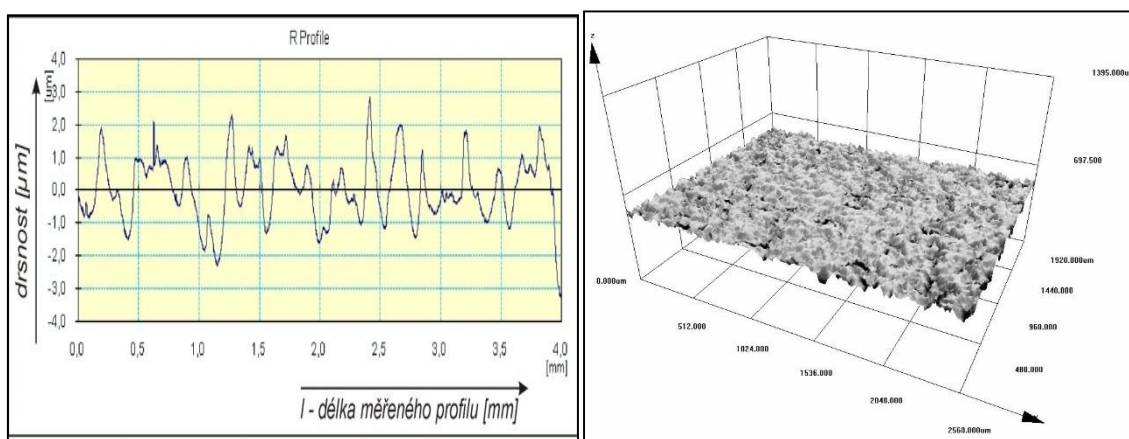 R Profile
[um]
4,0
3,0
2,0
1,0
0,0
-1,0
-2,0
-3,0
-4,0
drsnost [µm]
0,0 0,5 1,0 1,5 2,0 2,5 3,0 3,5 4,0
[mm]
l - délka měřeného profilu [mm]
z
1395.000um
697.500
0.000um
512.000
1024.000
1536.000
2048.000
2560.000um
480.000
960.000
1440.000
1920.000um